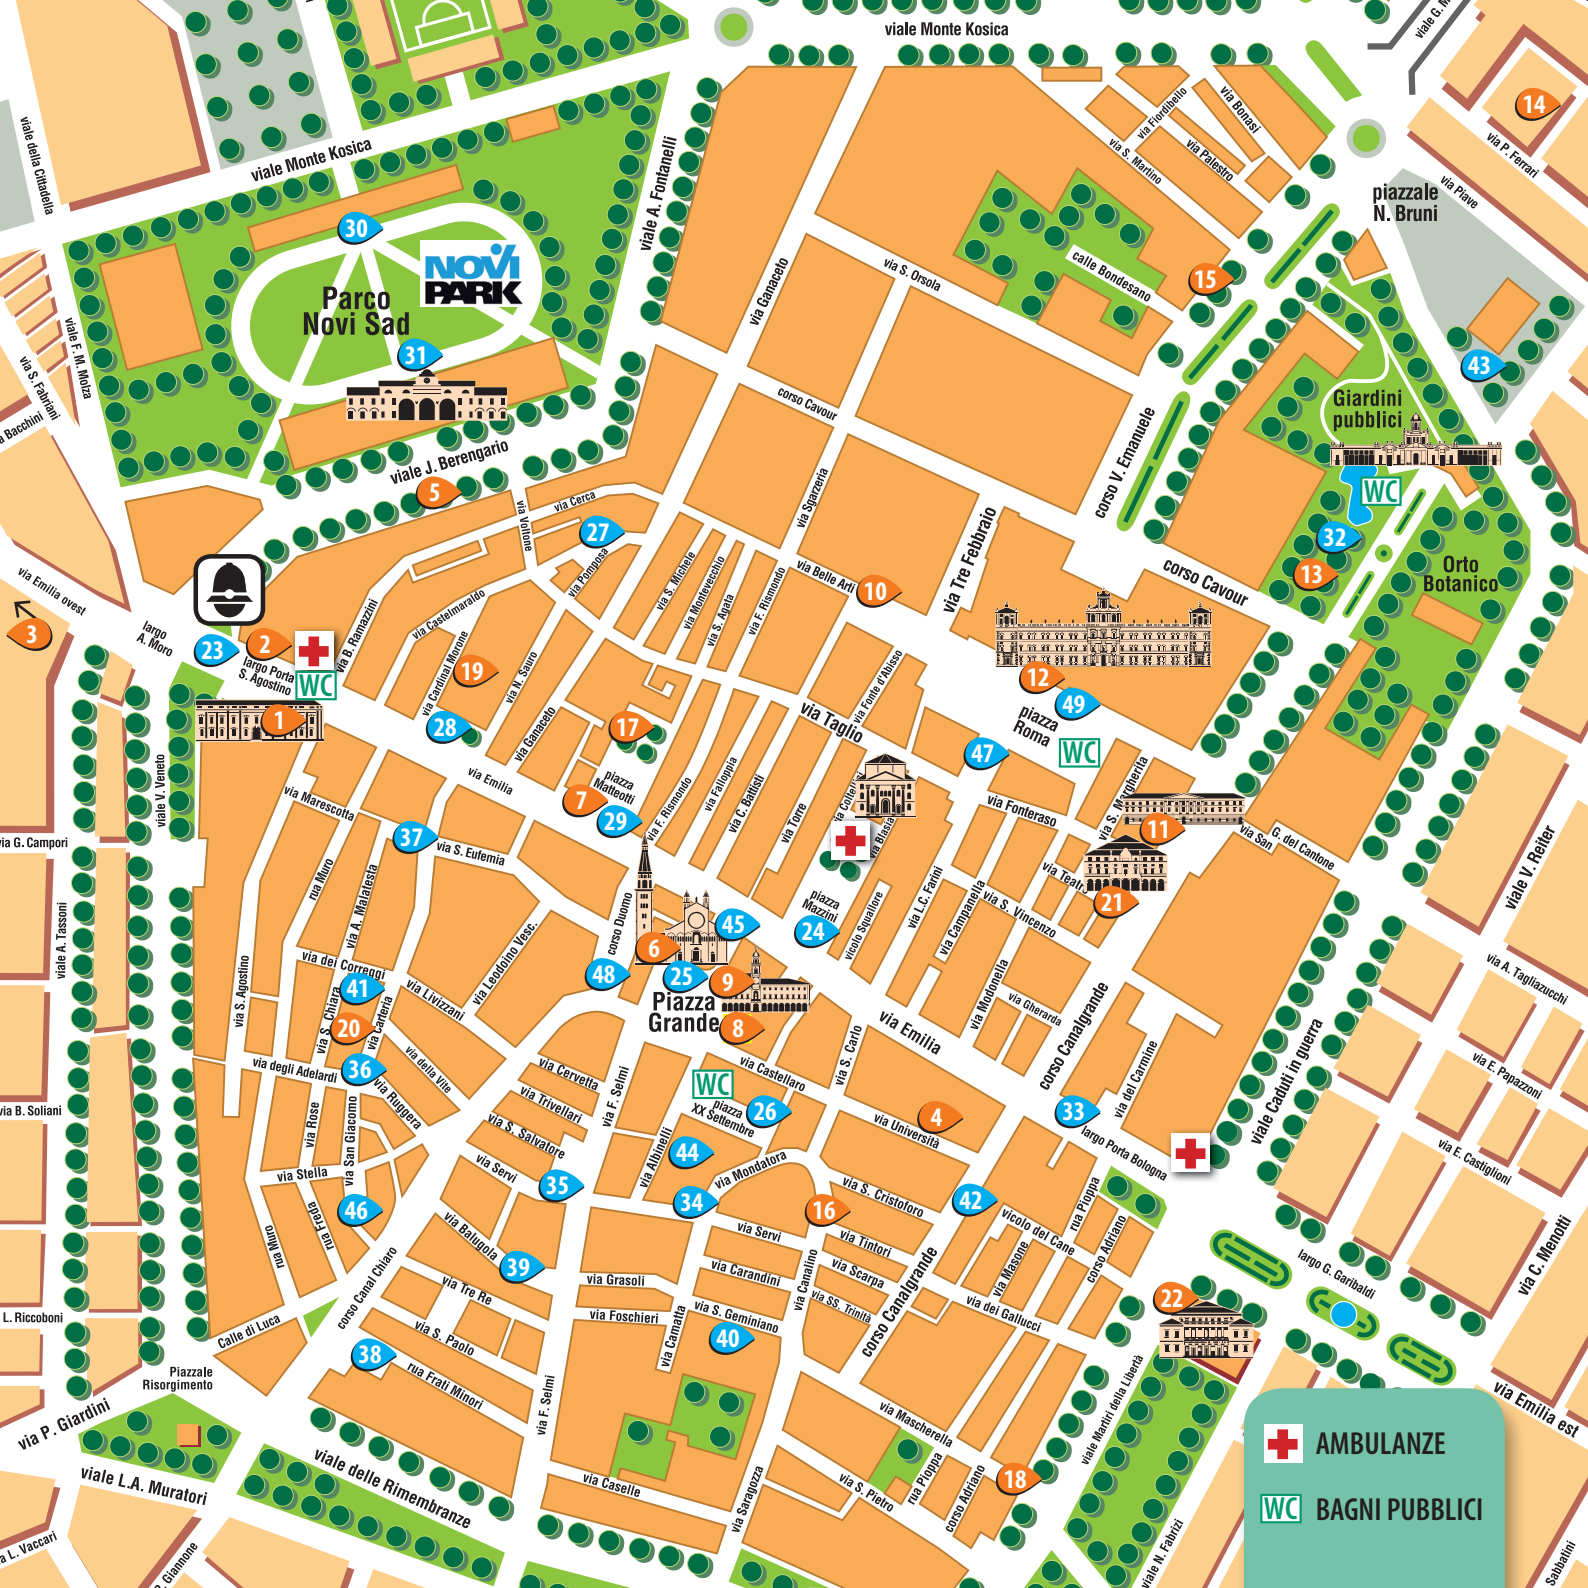 viale Monte Kosica
viale G. M
14
via Fiordibello
via Bonasi
via P. Ferrari
viale della Cittadella
viale Monte Kosica
via S. Martino
via Palestro
via Piave
viale A. Fontanelli
piazzale
N. Bruni
30
NOVI
PARK
Parco
Novi Sad
via Ganaceto
via S. Orsola
calle Bondesano
15
viale F. M. Molza
31
43
via S. Fabriani
a Bacchini
corso Cavour
corso V. Emanuele
Giardini
pubblici
viale J. Berengario
5
via Cerca
via Voltone
27
via Sgarzeria
via Tre Febbraio
WC
32
13
Orto
Botanico
via Emilia ovest
3
largo
A. Moro
23
2
largo Porta
S. Agostino
WC
1
via B. Ramazzini
via Castelmaraldo
via Cardinal Morone
19
28
via N. Sauro
via Pomposa
via S. Michele
via Montevecchio
via S. Agata
via F. Rismondo
via Belle Arti
10
corso Cavour
12
49
piazza
Roma
WC
via Ganaceto
17
via Taglio
via Fonte d'Abisso
47
via V. Veneto
viale V. Veneto
via Emilia
piazza
Matteotti
7
29
via F. Rismondo
via Falloppia
via C. Battisti
via Torre
via Blasia
via Fonteraso
via S. Margherita
11
via San
G. del Cantone
via G. Campori
via Marescotta
37
via S. Eufemia
rua Muro
via A. Malatesta
via Teatr
21
viale V. Reiter
viale A. Tassoni
corso Duomo
6
45
25
9
48
Piazza
Grande
8
piazza
Mazzini
24
vicolo Squallore
via L.C. Farini
via Campanella
via S. Vincenzo
via Modonella
via Gherarda
via dei Correggi
41
via Leodoino Vesc.
via Livizzani
via S. Agostino
via S. Chiara
20
via Carteria
via A. Tagliazucchi
via Emilia
corso Canalgrande
via degli Adelardi
36
via della Vite
via Ruggera
via Cervetta
via Trivellari
via S. Salvatore
via F. Selmi
via Castellaro
WC
piazza
XX Settembre
26
via S. Carlo
4
via Università
33
via del Carmine
largo Porta Bologna
viale Caduti in guerra
via E. Papazzoni
via E. Castiglioni
via B. Soliani
via Rose
via San Giacomo
via Stella
46
rua Freda
rua Muro
via Servi
35
via Albinelli
44
34
via Mondatora
16
via S. Cristoforo
42
vicolo del Cane
rua Pioppa
corso Adriano
via Balugola
39
via Servi
via Tintori
via Carandini
via Scarpa
via SS. Trinità
via Canalino
via Masone
largo G. Garibaldi
via C. Menotti
L. Riccoboni
Calle di Luca
corso Canal Chiaro
via Tre Re
via S. Paolo
38
rua Frati Minori
via Grasoli
via Foschieri
via Camatta
via S. Geminiano
40
corso Canalgrande
via dei Gallucci
22
Piazzale
Risorgimento
via P. Giardini
via F. Selmi
via Mascherella
viale Martiri della Libertà
via Emilia est
viale L.A. Muratori
viale delle Rimembranze
via Caselle
via Saragozza
via S. Pietro
rua Pioppa
corso Adriano
18
AMBULANZE
WC BAGNI PUBBLICI
a L. Vaccari
Giannone
viale N. Fabrizi
Sabbatini